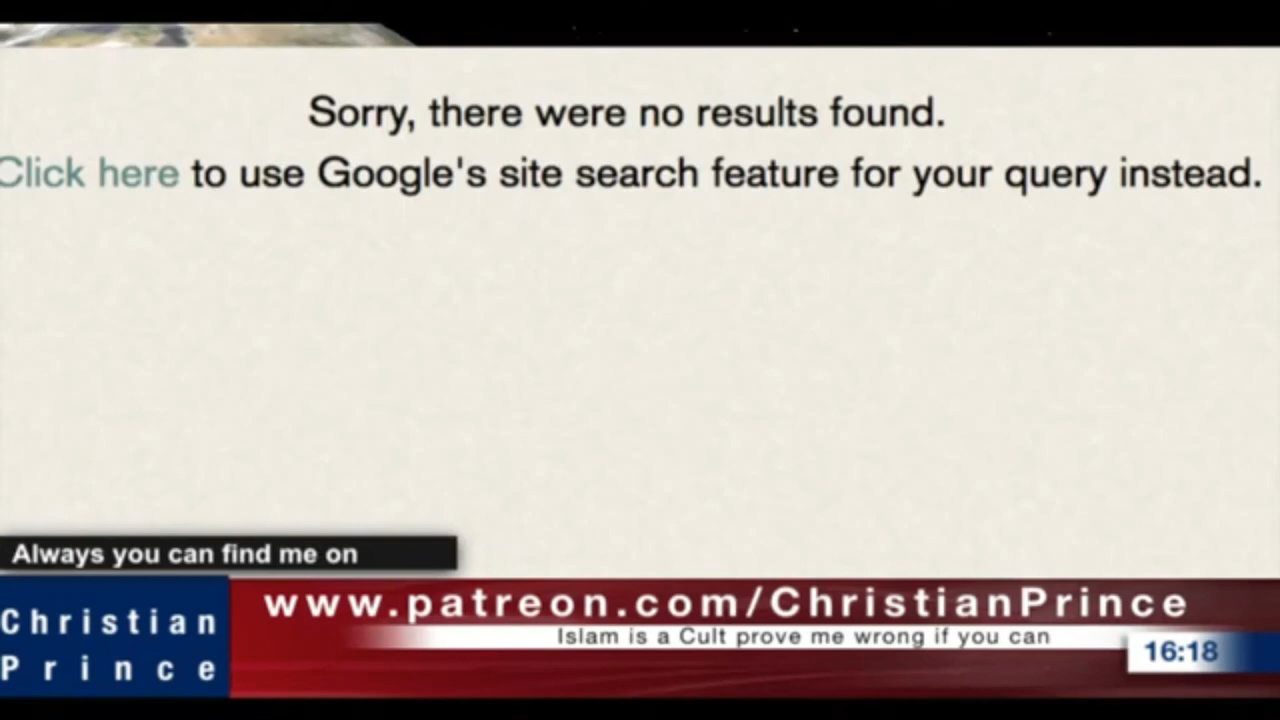 Sorry, there were no results found.
Click here to use Google's site search feature for your query instead.
Always you can find me on
Christian
Prince
www.patreon.com/ChristianPrince
Islam is a Cult prove me wrong if you can
16:18